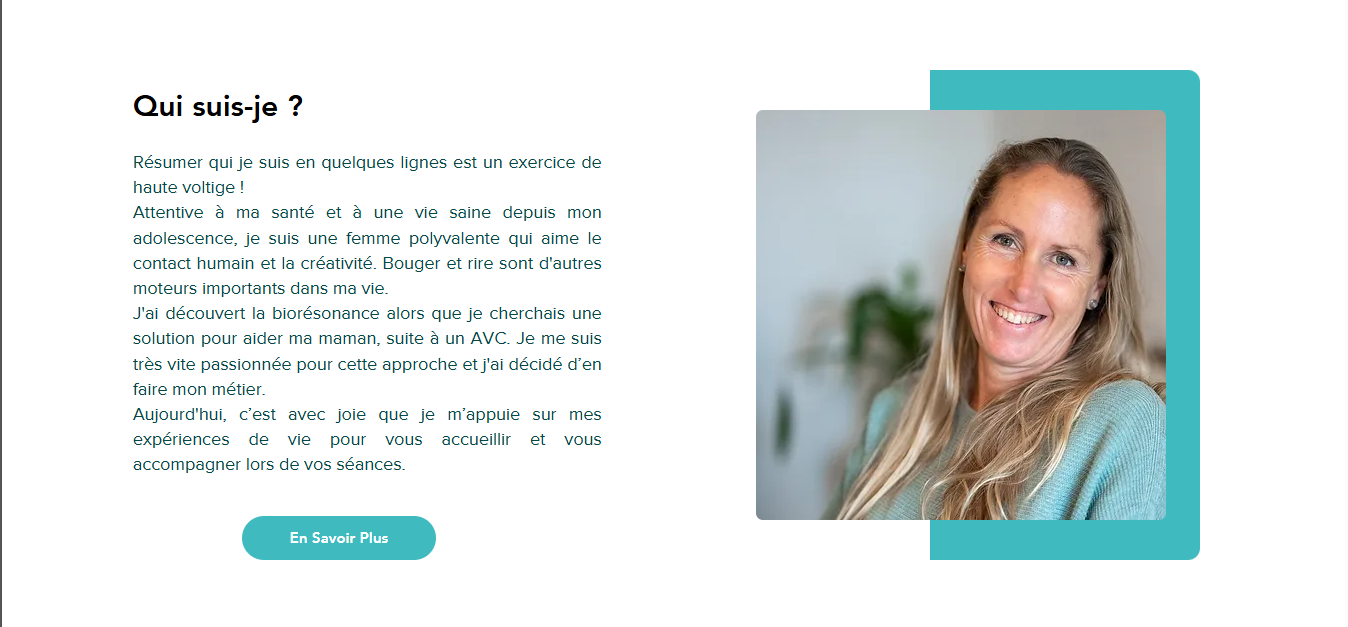 Qui suis-je ?
Résumer qui je suis en quelques lignes est un exercice de
haute voltige !
Attentive à ma santé et à une vie saine depuis mon
adolescence, je suis une femme polyvalente qui aime le
contact humain et la créativité. Bouger et rire sont d'autres
moteurs importants dans ma vie.
J'ai découvert la biorésonance alors que je cherchais une
solution pour aider ma maman, suite à un AVC. Je me suis
très vite passionnée pour cette approche et j'ai décidé d’en
faire mon métier.
Aujourd'hui, c’est avec joie que je m’appuie sur mes
expériences de vie pour vous accueillir et vous
accompagner lors de vos séances.
En Savoir Plus